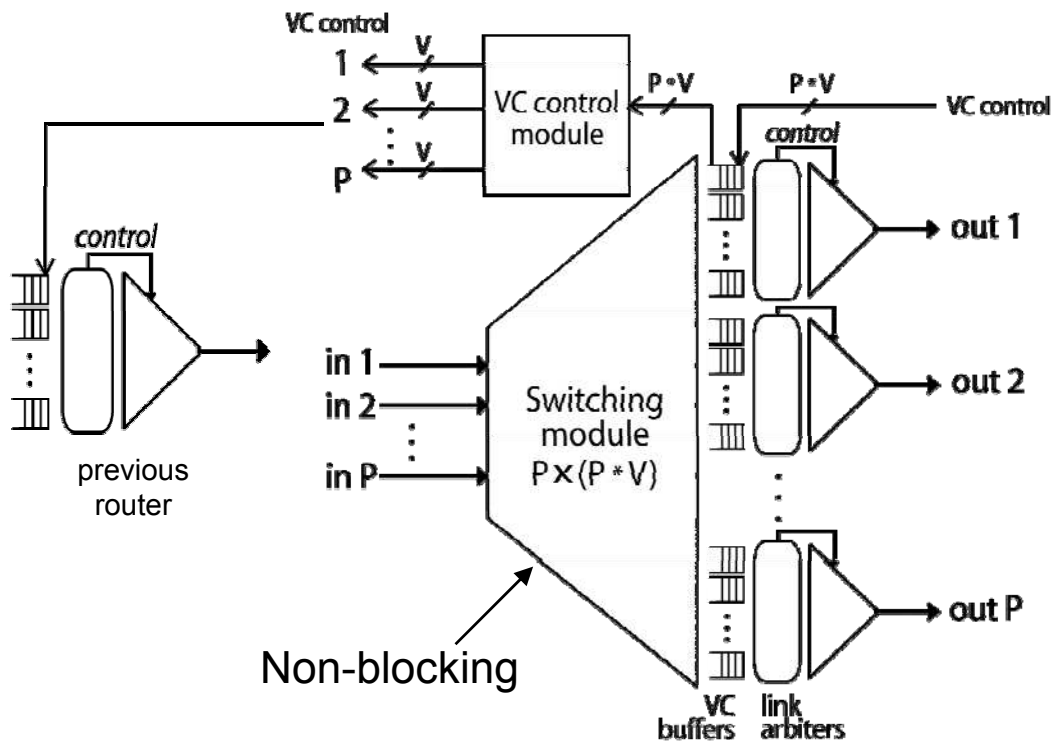 VC control
1
V
2
V
P
V
VC control
module
P*V
P*V
VC control
control
out 1
control
previous
router
in 1
in 2
in P
Switching
module
P x (P * V)
out 2
out P
Non-blocking
VC
buffers
link
arbiters